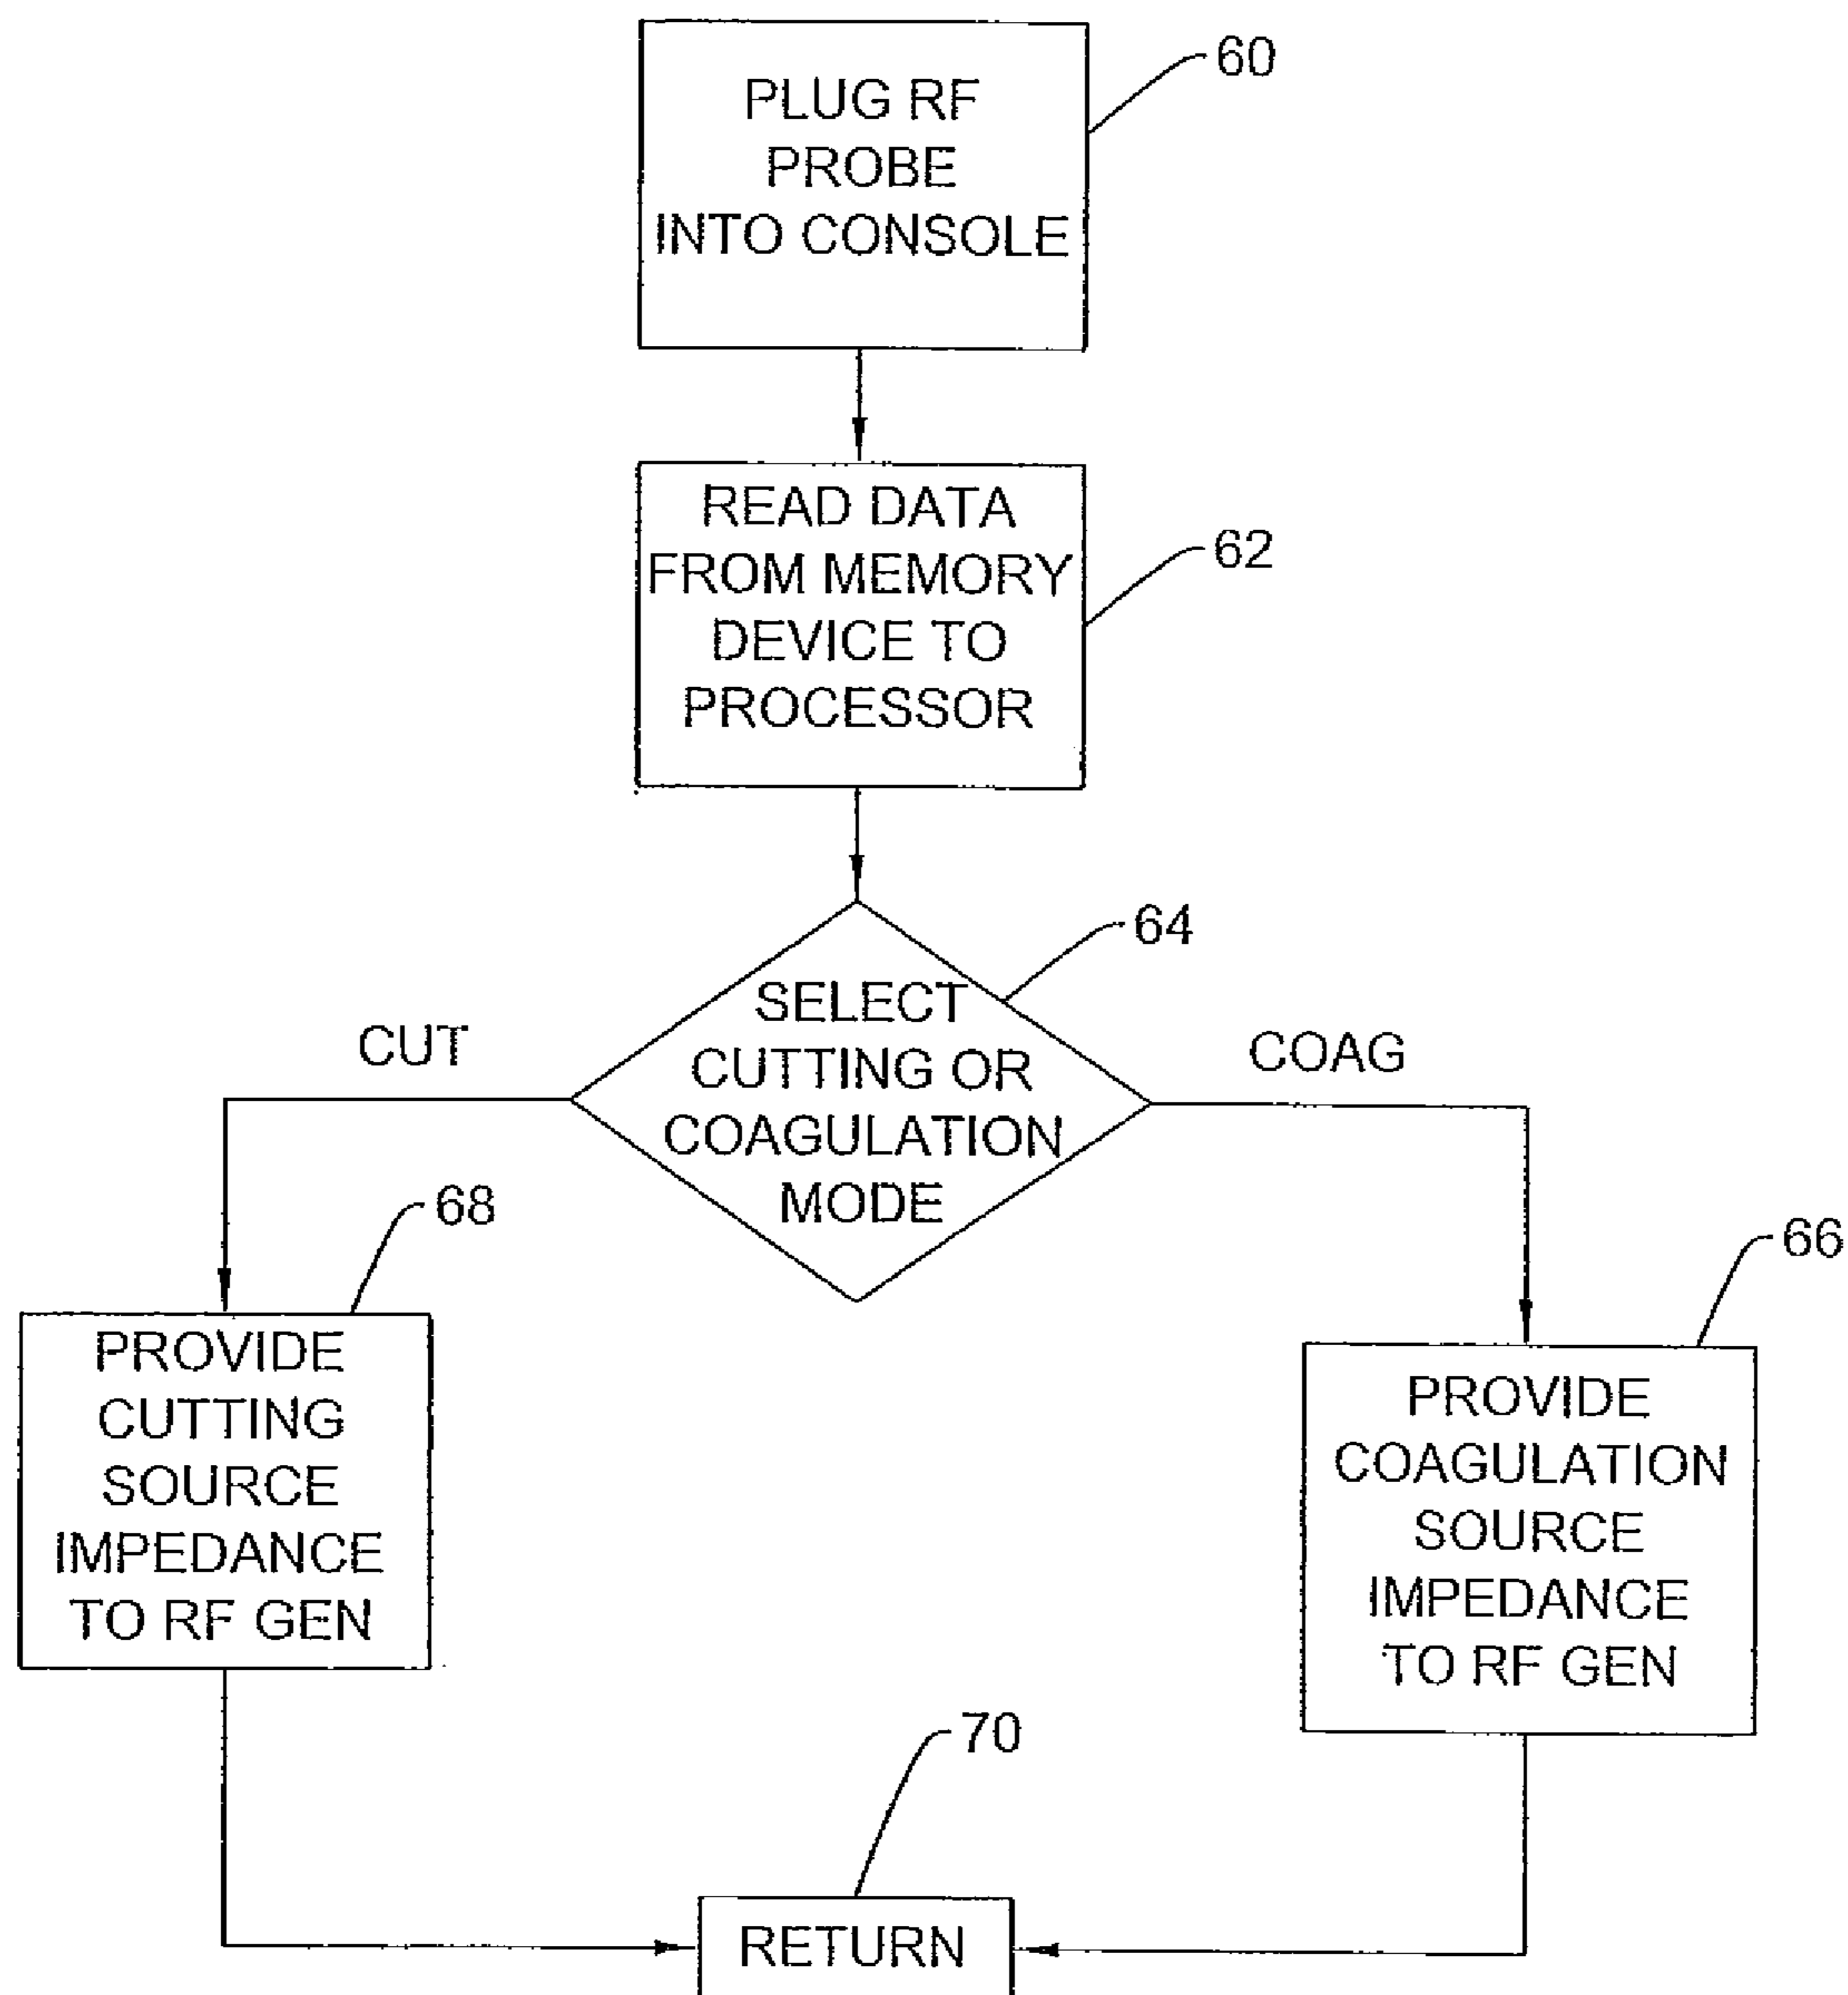 60
PLUG RF
PROBE
INTO CONSOLE
62
READ DATA
FROM MEMORY
DEVICE TO
PROCESSOR
64
SELECT
CUTTING OR
COAGULATION
MODE
CUT
COAG
68
PROVIDE
CUTTING
SOURCE
IMPEDANCE
TO RF GEN
66
PROVIDE
COAGULATION
SOURCE
IMPEDANCE
TO RF GEN
70
RETURN